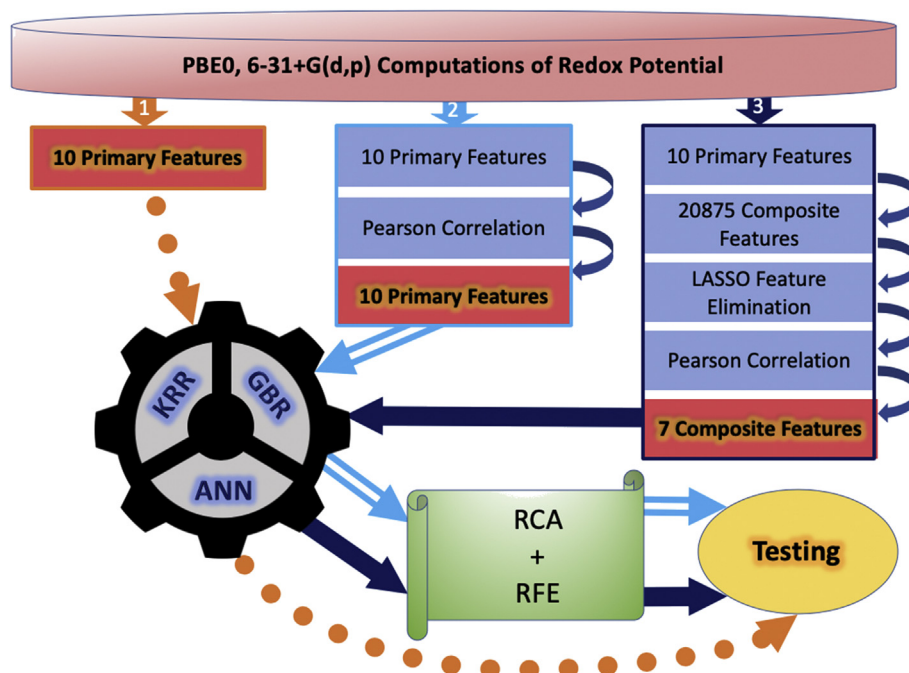 PBE0, 6-31+G(d,p) Computations of Redox Potential
1
2
3
10 Primary Features
10 Primary Features
Pearson Correlation
10 Primary Features
10 Primary Features
20875 Composite
Features
LASSO Feature
Elimination
Pearson Correlation
7 Composite Features
KRR
GBR
ANN
RCA
+
RFE
Testing